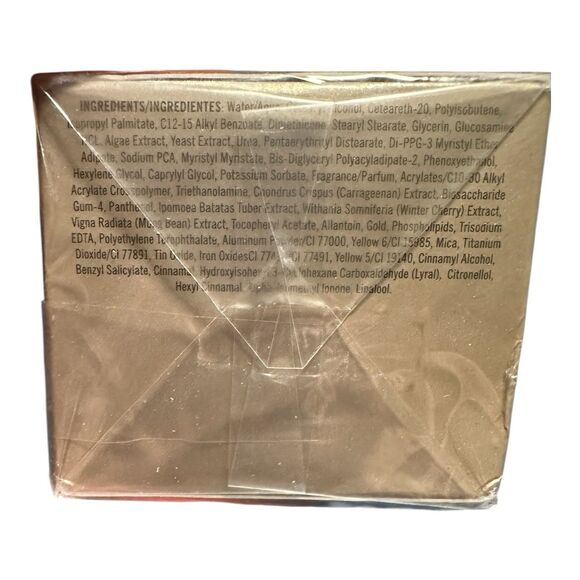 INGREDIENTS/INGREDIENTES: Water/Aqua, Alcohol, Ceteareth-20, Polyisobutene,
Isopropyl Palmitate, C12-15 Alkyl Benzoate, Dimethicone, Stearyl Stearate, Glycerin, Glucosamine
HCL, Algae Extract, Yeast Extract, Urea, Pentaerythrityl Distearate, Di-PPG-3 Myristyl Ether
Adipate, Sodium PCA, Myristyl Myristate, Bis-Diglyceryl Polyacyladipate-2, Phenoxyethanol,
Hexylene Glycol, Caprylyl Glycol, Potassium Sorbate, Fragrance/Parfum, Acrylates/C10-30 Alkyl
Acrylate Crosspolymer, Triethanolamine, Chondrus Crispus (Carrageenan) Extract, Biosaccharide
Gum-4, Panthenol, Ipomoea Batatas Tuber Extract, Withania Somniferia (Winter Cherry) Extract,
Vigna Radiata (Mung Bean) Extract, Tocopheryl Acetate, Allantoin, Gold, Phospholipids, Trisodium
EDTA, Polyethylene Terephthalate, Aluminum Powder/CI 77000, Yellow 6/CI 15985, Mica, Titanium
Dioxide/CI 77891, Tin Oxide, Iron Oxides CI 77491, Yellow 5/CI 19140, Cinnamyl Alcohol,
Benzyl Salicylate, Cinnamal, Carboxaldehyde (Lyral), Citronellol,
Hexyl Cinnamal, Alpha-Isomethyl Ionone, Linalool.